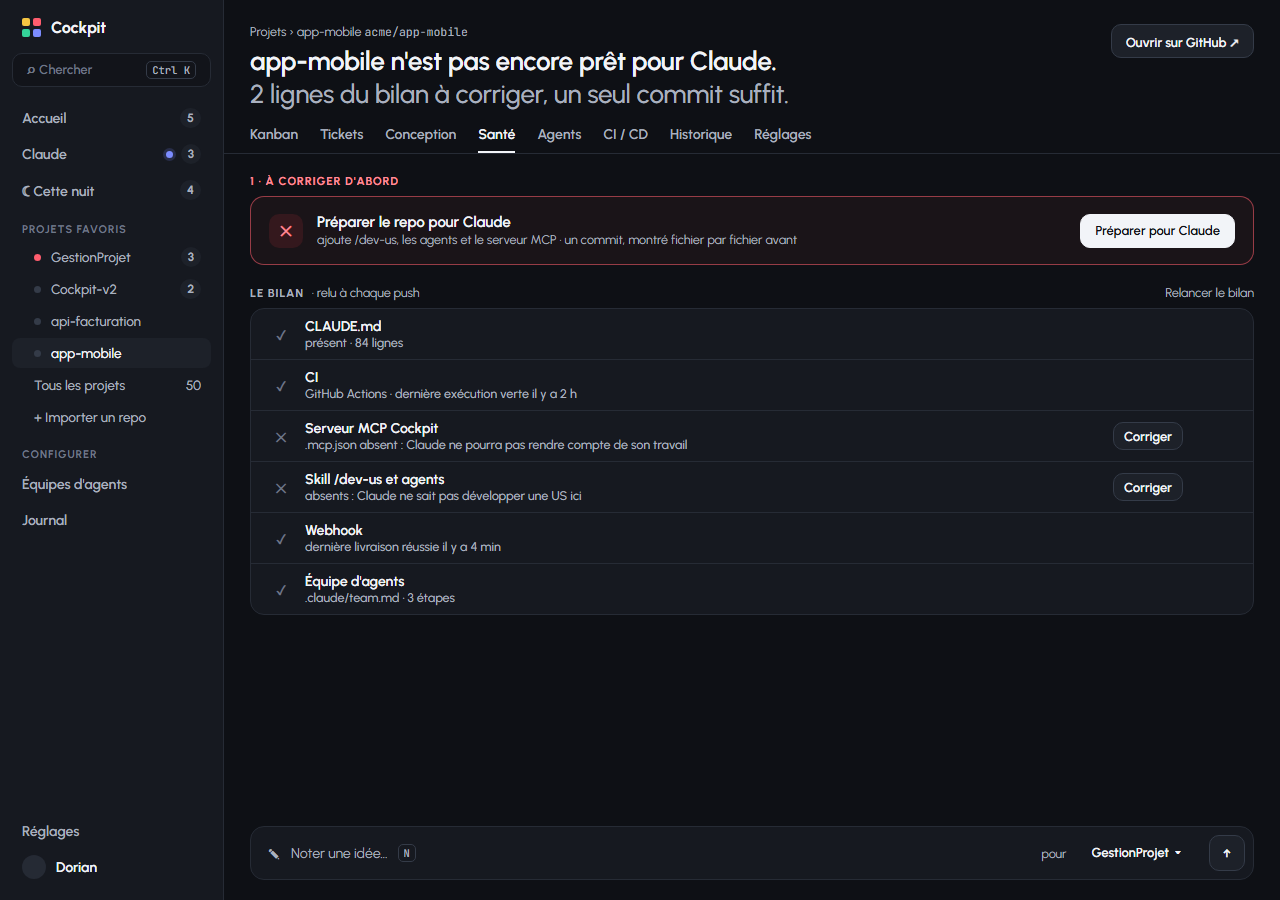 Cockpit
Chercher
Ctrl K
Accueil 5
Claude 3
Cette nuit 4
PROJETS FAVORIS
GestionProjet 3
Cockpit-v2 2
api-facturation
app-mobile
Tous les projets 50
+ Importer un repo
CONFIGURER
Équipes d'agents
Journal
Réglages
Dorian
Projets › app-mobile acme/app-mobile
app-mobile n'est pas encore prêt pour Claude.
2 lignes du bilan à corriger, un seul commit suffit.
Ouvrir sur GitHub ↗
Kanban Tickets Conception Santé Agents CI / CD Historique Réglages
1 · À CORRIGER D'ABORD
Préparer le repo pour Claude
ajoute /dev-us, les agents et le serveur MCP · un commit, montré fichier par fichier avant
Préparer pour Claude
LE BILAN · relu à chaque push
Relancer le bilan
✓ CLAUDE.md
présent · 84 lignes
✓ CI
GitHub Actions · dernière exécution verte il y a 2 h
✕ Serveur MCP Cockpit
.mcp.json absent : Claude ne pourra pas rendre compte de son travail
Corriger
✕ Skill /dev-us et agents
absents : Claude ne sait pas développer une US ici
Corriger
✓ Webhook
dernière livraison réussie il y a 4 min
✓ Équipe d'agents
.claude/team.md · 3 étapes
Noter une idée... N
pour GestionProjet